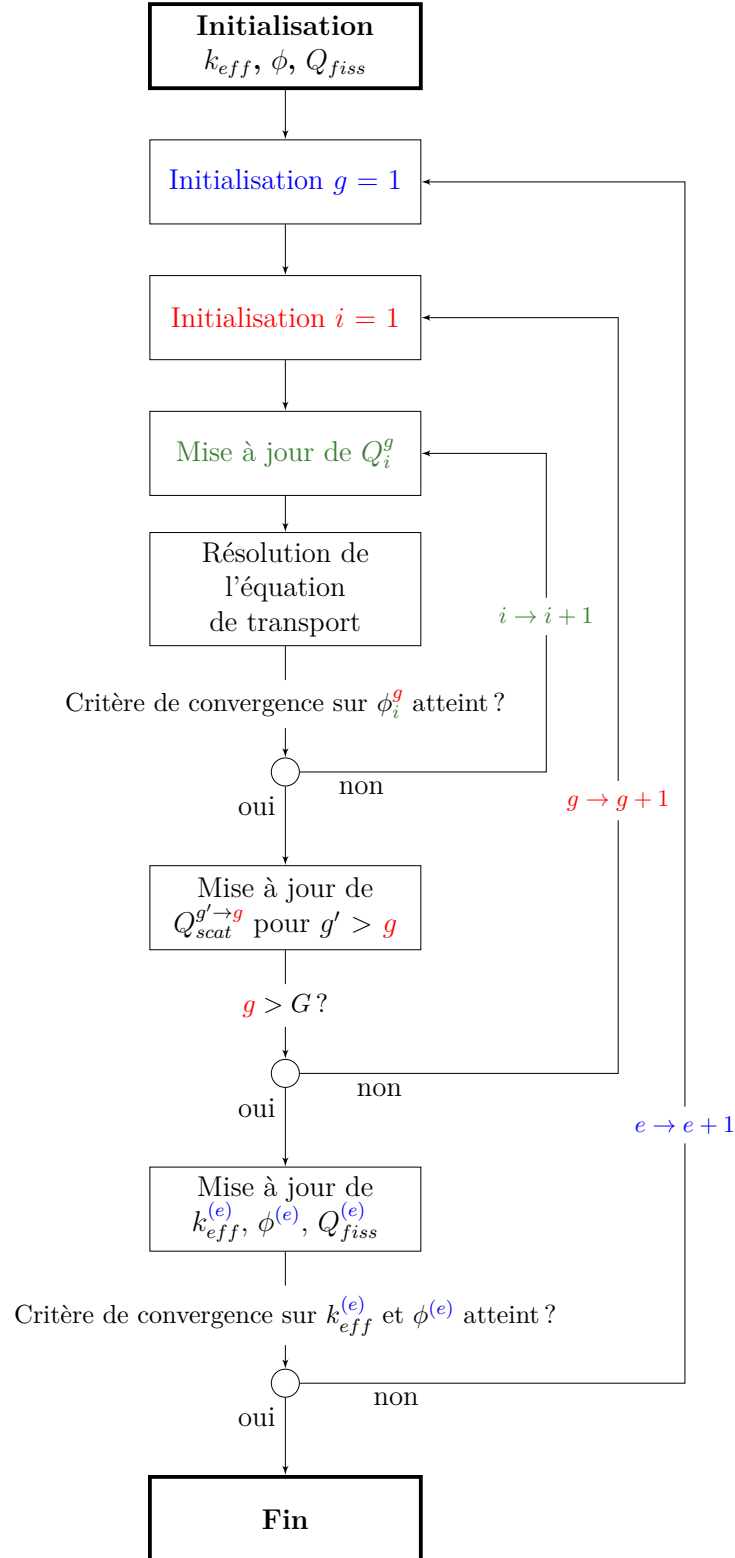 Initialisation
k_{eff}, ϕ, Q_{fiss}
Initialisation g = 1
Initialisation i = 1
Mise à jour de Q_i^g
Résolution de
l'équation
de transport
i → i + 1
Critère de convergence sur ϕ_i^g atteint ?
non
oui
g → g + 1
Mise à jour de
Q_{scat}^{g′→g} pour g′ > g
g > G ?
non
oui
e → e + 1
Mise à jour de
k_{eff}^{(e)}, ϕ^{(e)}, Q_{fiss}^{(e)}
Critère de convergence sur k_{eff}^{(e)} et ϕ^{(e)} atteint ?
non
oui
Fin